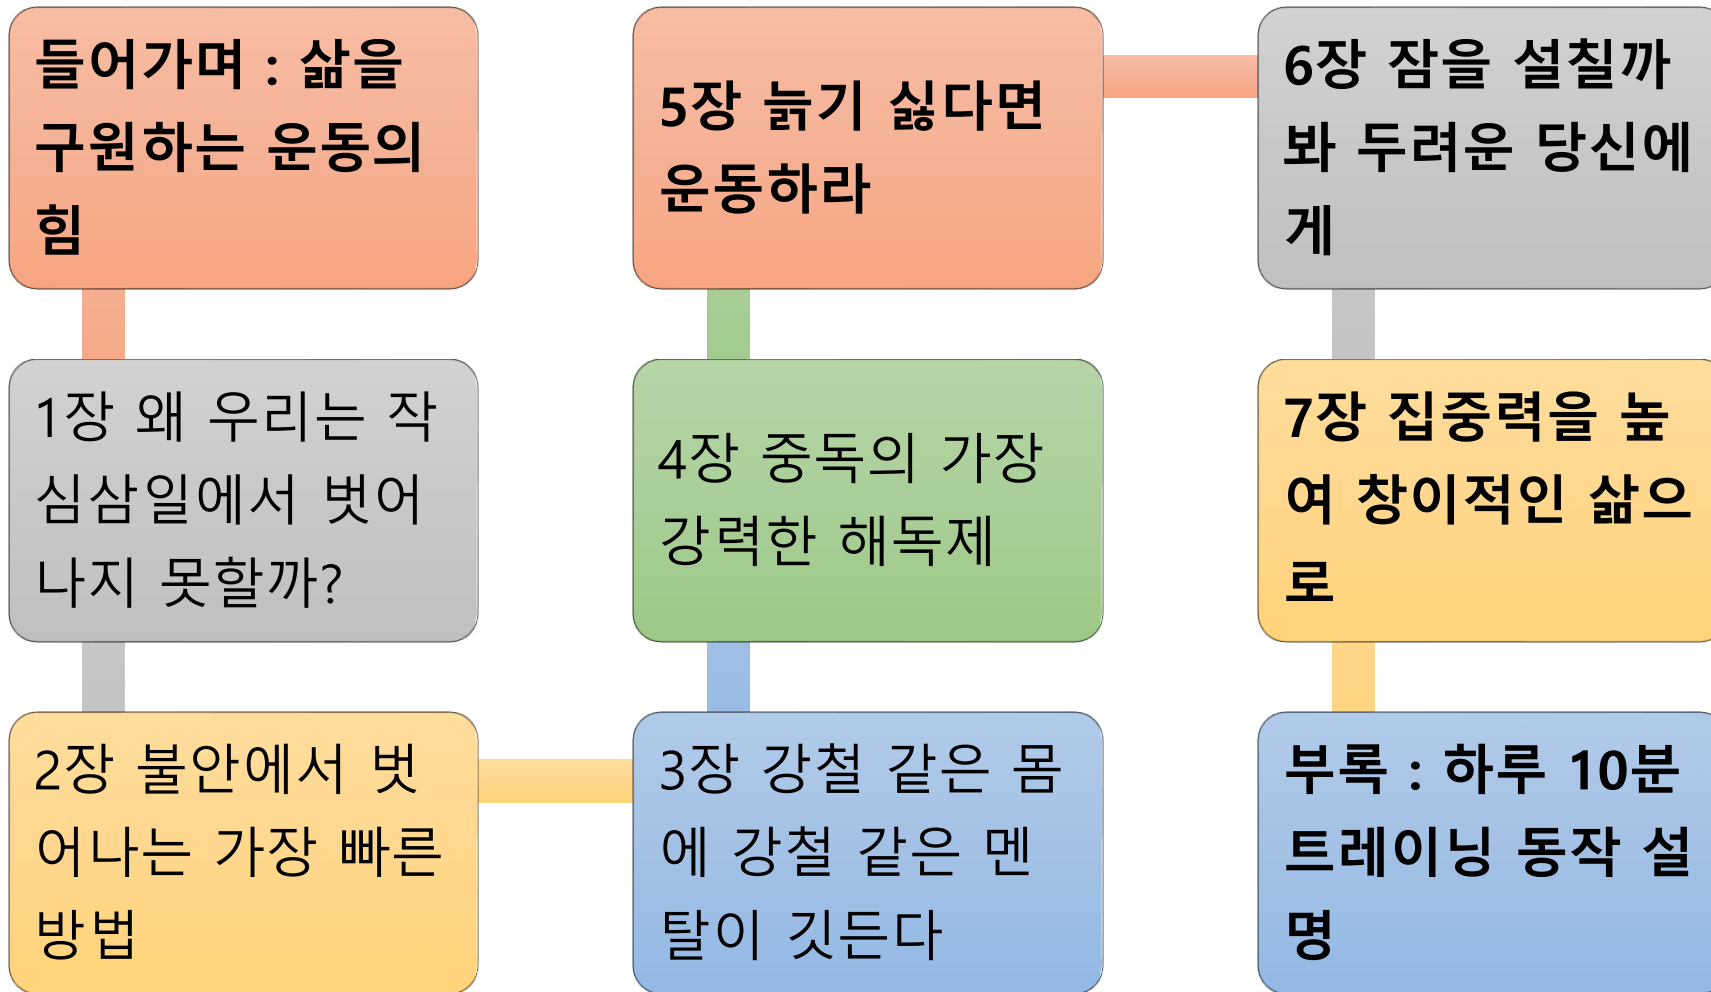 들어가며 : 삶을
구원하는 운동의
힘
1장 왜 우리는 작
심삼일에서 벗어
나지 못할까?
2장 불안에서 벗
어나는 가장 빠른
방법
3장 강철 같은 몸
에 강철 같은 멘
탈이 깃든다
4장 중독의 가장
강력한 해독제
5장 늙기 싫다면
운동하라
6장 잠을 설칠까
봐 두려운 당신에
게
7장 집중력을 높
여 창이적인 삶으
로
부록 : 하루 10분
트레이닝 동작 설
명